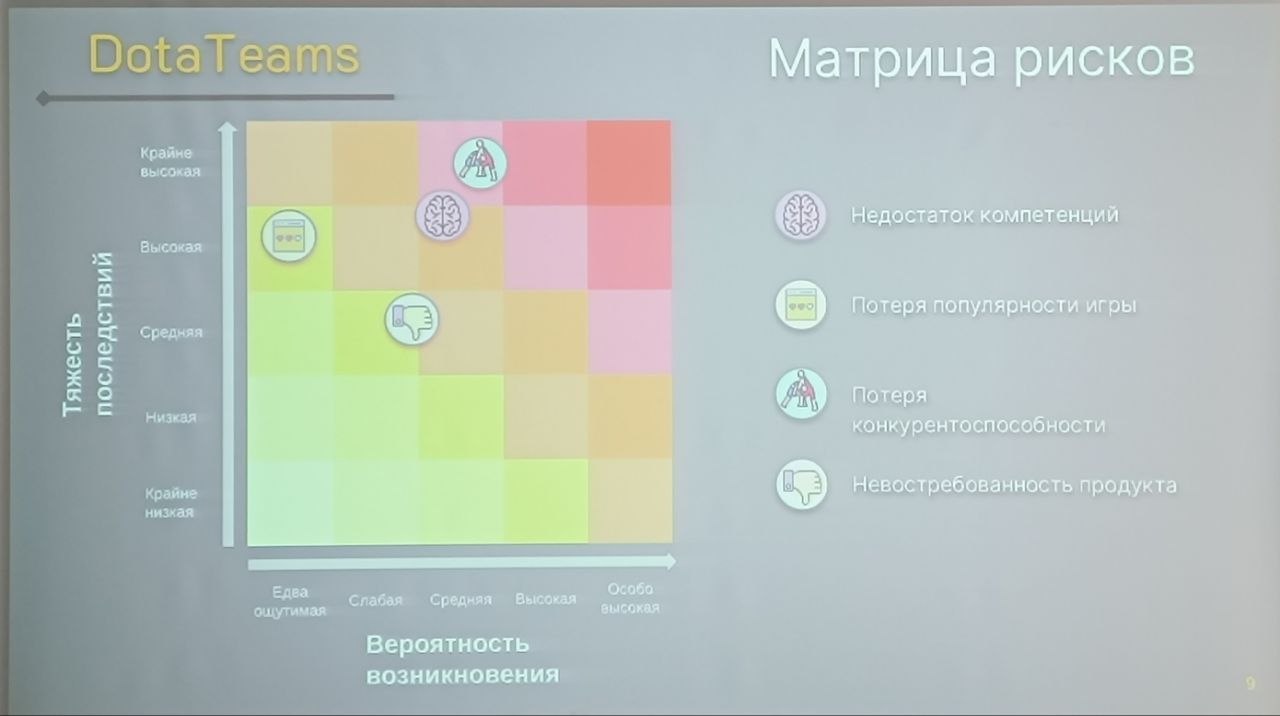 DotaTeams
Матрица рисков
Тяжесть
последствий
Крайне
высокая
Высокая
Средняя
Низкая
Крайне
низкая
Едва
ощутимая
Слабая
Средняя
Высокая
Особо
высокая
Вероятность
возникновения
Недостаток компетенций
Потеря популярности игры
Потеря
конкурентоспособности
Невостребованность продукта
9